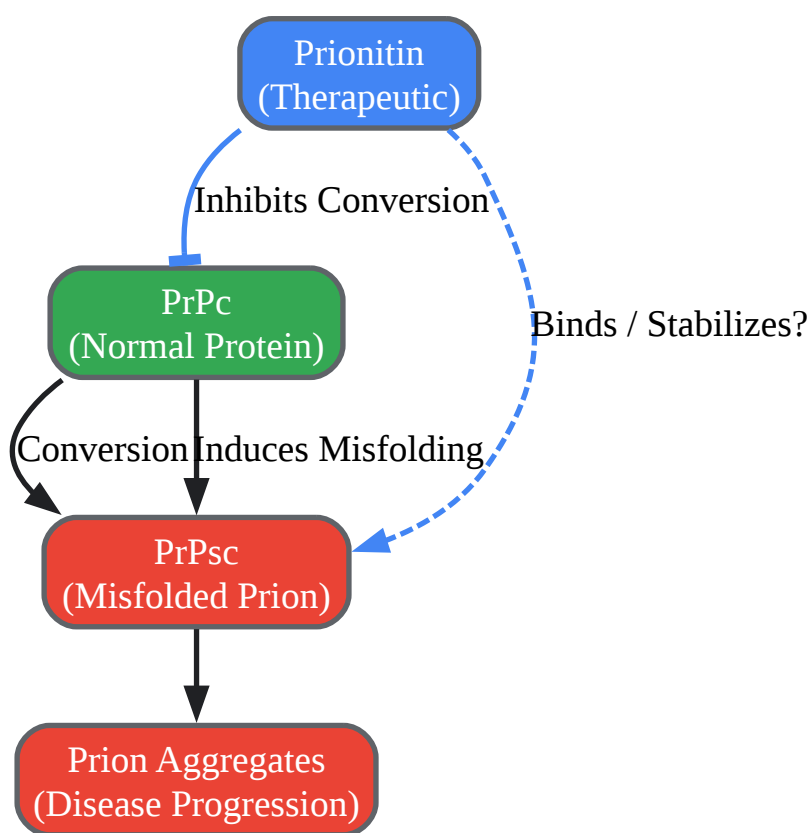 Prionitin
(Therapeutic)
Inhibits Conversion
PrPc
(Normal Protein)
Binds / Stabilizes?
Conversion
Induces Misfolding
PrPsc
(Misfolded Prion)
Prion Aggregates
(Disease Progression)